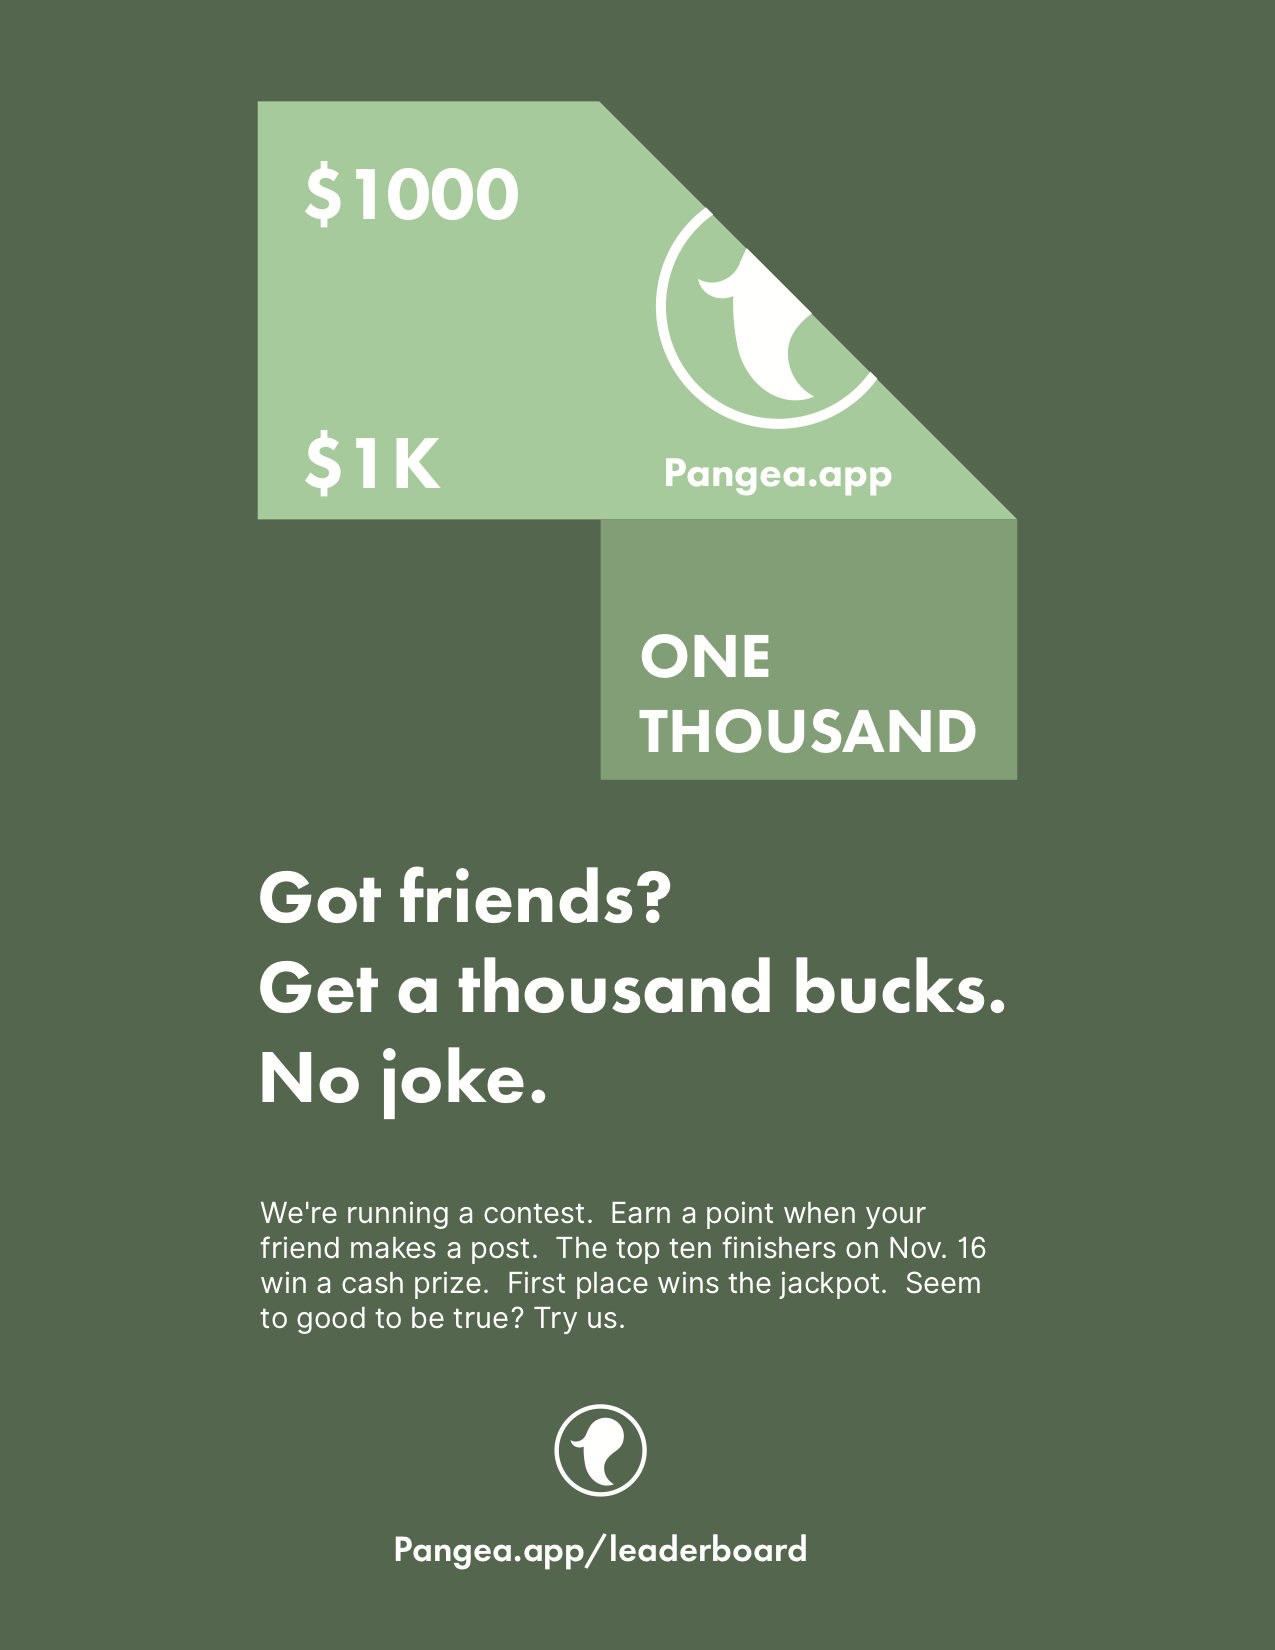 $1000
$1K
Pangea.app
ONE
THOUSAND
Got friends?
Get a thousand bucks.
No joke.
We're running a contest.  Earn a point when your
friend makes a post.  The top ten finishers on Nov. 16
win a cash prize.  First place wins the jackpot.  Seem
to good to be true? Try us.
Pangea.app/leaderboard